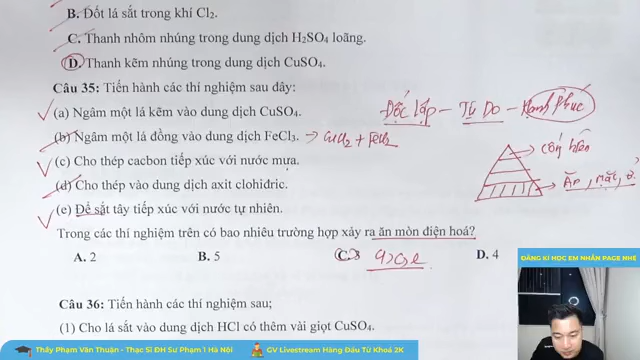 B. Đốt lá sắt trong khí Cl₂.
C. Thanh nhôm nhúng trong dung dịch H₂SO₄ loãng.
D. Thanh kẽm nhúng trong dung dịch CuSO₄.
Câu 35: Tiến hành các thí nghiệm sau đây:
(a) Ngâm một lá kẽm vào dung dịch CuSO₄.
Độc lập - Tự Do - Hạnh Phúc
(b) Ngâm một lá đồng vào dung dịch FeCl₃. → CuCl₂ + FeCl₂
(c) Cho thép cacbon tiếp xúc với nước mưa.
Cống hiến
(d) Cho thép vào dung dịch axit clohiđric.
Ăn, mặc, ở
(e) Để sắt tây tiếp xúc với nước tự nhiên.
Trong các thí nghiệm trên có bao nhiêu trường hợp xảy ra ăn mòn điện hoá?
A. 2 B. 5 C. 3 a, c, e D. 4
ĐĂNG KÍ HỌC EM NHẮN PAGE NHÉ
Câu 36: Tiến hành các thí nghiệm sau;
(1) Cho lá sắt vào dung dịch HCl có thêm vài giọt CuSO₄.
Thầy Phạm Văn Thuận - Thạc Sĩ ĐH Sư Phạm 1 Hà Nội
GV Livestream Hàng Đầu Từ Khoá 2K